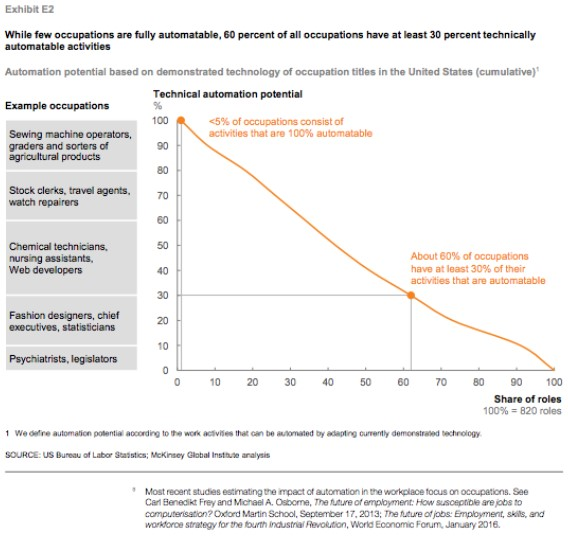 Exhibit E2
While few occupations are fully automatable, 60 percent of all occupations have at least 30 percent technically
automatable activities
Automation potential based on demonstrated technology of occupation titles in the United States (cumulative)1
Example occupations
Sewing machine operators,
graders and sorters of
agricultural products
Stock clerks, travel agents,
watch repairers
Chemical technicians,
nursing assistants,
Web developers
Fashion designers, chief
executives, statisticians
Psychiatrists, legislators
Technical automation potential
%
100
90
80
70
60
50
40
30
20
10
0
<5% of occupations consist of
activities that are 100% automatable
About 60% of occupations
have at least 30% of their
activities that are automatable
0 10 20 30 40 50 60 70 80 90 100
Share of roles
100% = 820 roles
1 We define automation potential according to the work activities that can be automated by adapting currently demonstrated technology.
SOURCE: US Bureau of Labor Statistics; McKinsey Global Institute analysis
Most recent studies estimating the impact of automation in the workplace focus on occupations. See
Carl Benedikt Frey and Michael A. Osborne, The future of employment: How susceptible are jobs to
computerisation? Oxford Martin School, September 17, 2013; The future of jobs: Employment, skills, and
workforce strategy for the fourth Industrial Revolution, World Economic Forum, January 2016.